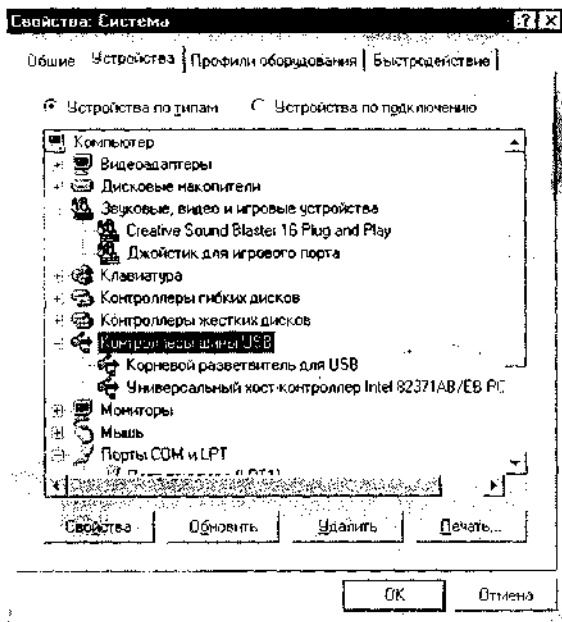 Свойства: Система
Общие Устройства Профили оборудования Быстродействие
Устройства по типам Устройства по подключению
Компьютер
Видеоадаптеры
Дисковые накопители
Звуковые, видео и игровые устройства
Creative Sound Blaster 16 Plug and Play
Джойстик для игрового порта
Клавиатура
Контроллеры гибких дисков
Контроллеры жестких дисков
Контроллеры шины USB
Корневой разветвитель для USB
Универсальный хост-контроллер Intel 82371AB/EB PC
Мониторы
Мышь
Порты COM и LPT
(LPT1)
Свойства Обновить Удалить Печать...
OK Отмена